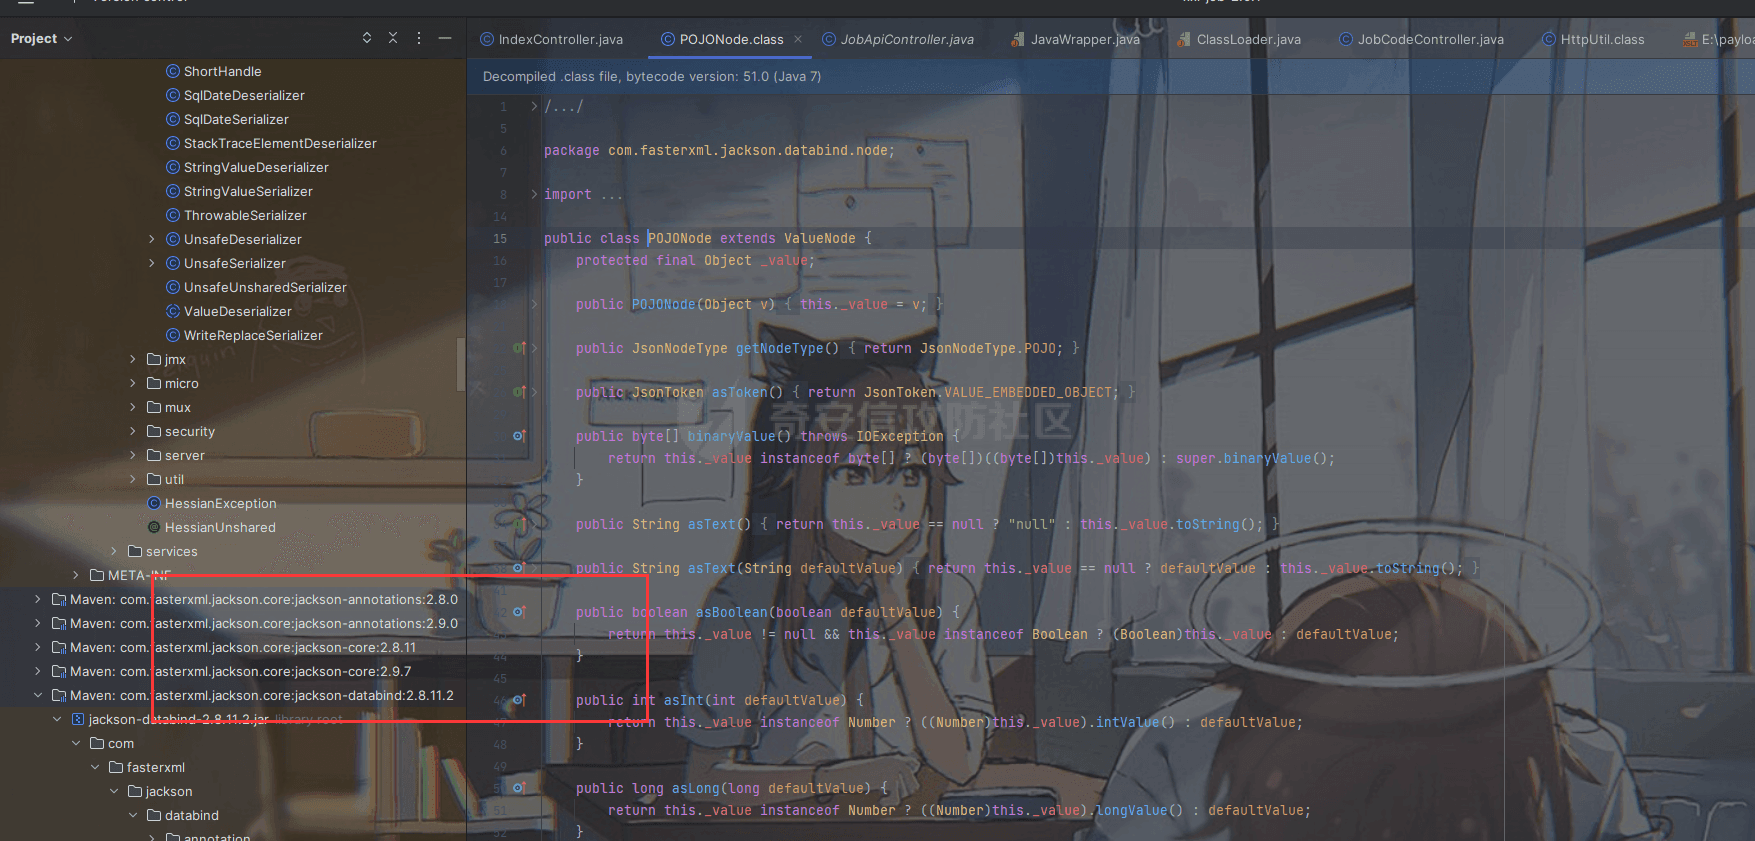 Project
IndexController.java
POJONode.class
JobApiController.java
JavaWrapper.java
ClassLoader.java
JobCodeController.java
HttpUtil.class
Decompiled .class file, bytecode version: 51.0 (Java 7)
ShortHandle
SqlDateDeserializer
SqlDateSerializer
StackTraceElementDeserializer
StringValueDeserializer
StringValueSerializer
ThrowableSerializer
UnsafeDeserializer
UnsafeSerializer
UnsafeUnsharedSerializer
ValueDeserializer
WriteReplaceSerializer
jmx
micro
mux
security
server
util
HessianException
HessianUnshared
services
META-INF
Maven: com.fasterxml.jackson.core:jackson-annotations:2.8.0
Maven: com.fasterxml.jackson.core:jackson-annotations:2.9.0
Maven: com.fasterxml.jackson.core:jackson-core:2.8.11
Maven: com.fasterxml.jackson.core:jackson-core:2.9.7
Maven: com.fasterxml.jackson.core:jackson-databind:2.8.11.2
jackson-databind-2.8.11.2.jar library root
com
fasterxml
jackson
databind
annotation
1 /.../
5
6 package com.fasterxml.jackson.databind.node;
7
8 import ...
14
15 public class POJONode extends ValueNode {
16 protected final Object _value;
17
public POJONode(Object v) { this._value = v; }
public JsonNodeType getNodeType() { return JsonNodeType.POJO; }
public JsonToken asToken() { return JsonToken.VALUE_EMBEDDED_OBJECT; }
奇安信攻防社区
public byte[] binaryValue() throws IOException {
return this._value instanceof byte[] ? (byte[])((byte[])this._value) : super.binaryValue();
}
public String asText() { return this._value == null ? "null" : this._value.toString(); }
public String asText(String defaultValue) { return this._value == null ? defaultValue : this._value.toString(); }
public boolean asBoolean(boolean defaultValue) {
return this._value != null && this._value instanceof Boolean ? (Boolean)this._value : defaultValue;
44 }
45
public int asInt(int defaultValue) {
return this._value instanceof Number ? ((Number)this._value).intValue() : defaultValue;
48 }
49
public long asLong(long defaultValue) {
51 return this._value instanceof Number ? ((Number)this._value).longValue() : defaultValue;
52 }